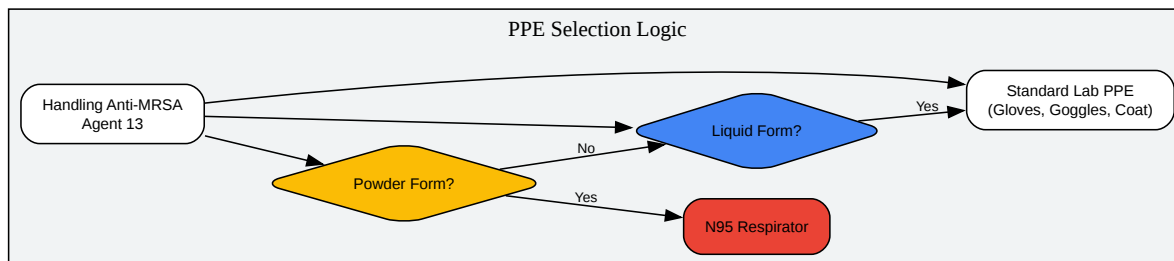 PPE Selection Logic
Handling Anti-MRSA
Agent 13
Powder Form?
No
Yes
Liquid Form?
Yes
N95 Respirator
Standard Lab PPE
(Gloves, Goggles, Coat)